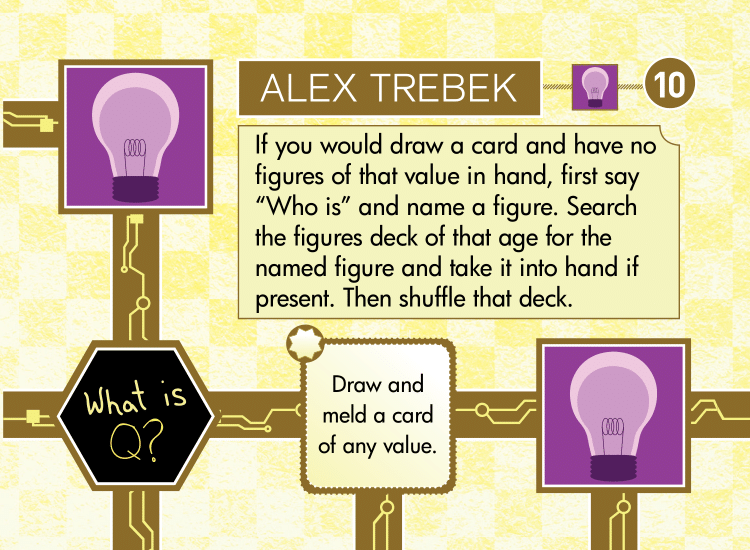 ALEX TREBEK
10
If you would draw a card and have no
figures of that value in hand, first say
“Who is” and name a figure. Search
the figures deck of that age for the
named figure and take it into hand if
present. Then shuffle that deck.
What is
Q?
Draw and
meld a card
of any value.